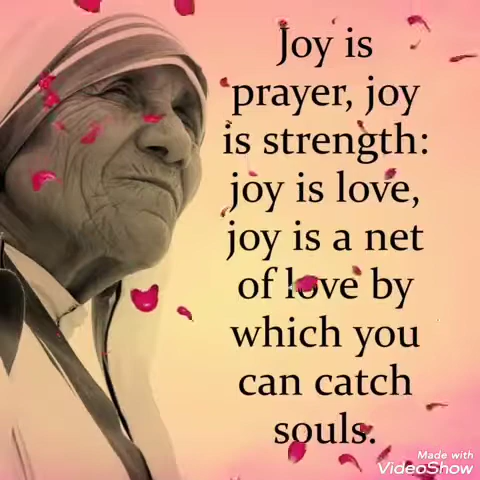 Joy is
prayer, joy
is strength:
joy is love,
joy is a net
of love by
which you
can catch
souls.
Made with
VideoShow